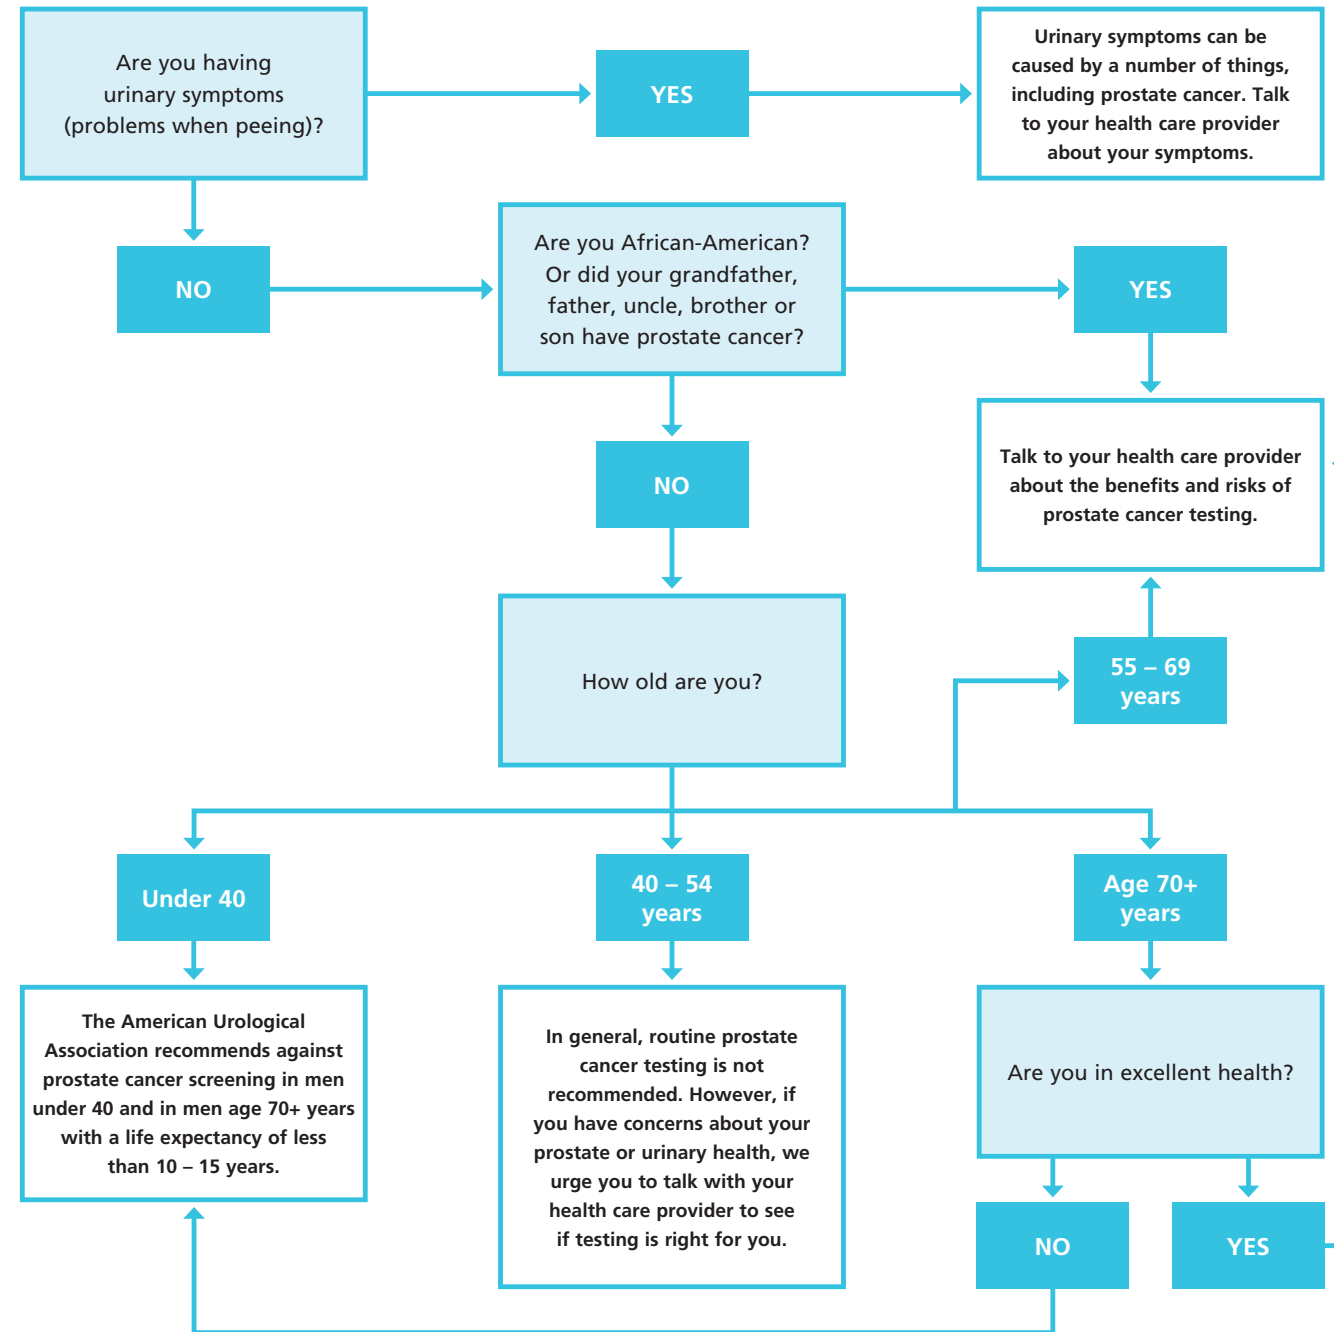 Are you having
urinary symptoms
(problems when peeing)?
YES
Urinary symptoms can be
caused by a number of things,
including prostate cancer. Talk
to your health care provider
about your symptoms.
NO
Are you African-American?
Or did your grandfather,
father, uncle, brother or
son have prostate cancer?
YES
Talk to your health care provider
about the benefits and risks of
prostate cancer testing.
NO
How old are you?
55 – 69
years
Under 40
40 – 54
years
Age 70+
years
The American Urological
Association recommends against
prostate cancer screening in men
under 40 and in men age 70+ years
with a life expectancy of less
than 10 – 15 years.
In general, routine prostate
cancer testing is not
recommended. However, if
you have concerns about your
prostate or urinary health, we
urge you to talk with your
health care provider to see
if testing is right for you.
Are you in excellent health?
NO
YES